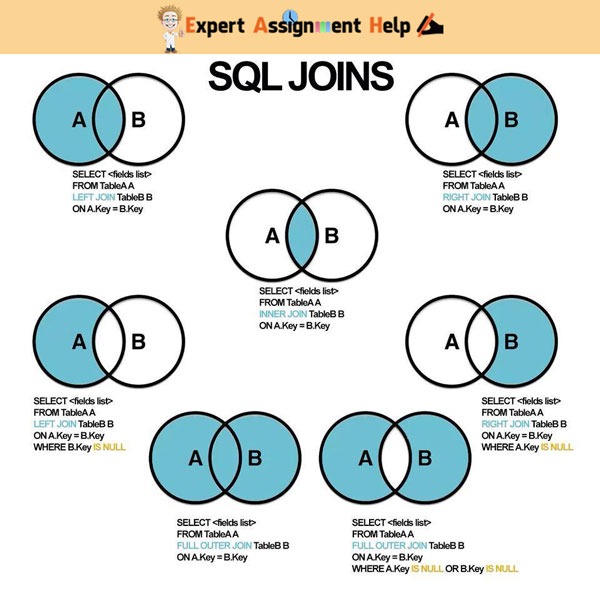 Expert Assignment Help
SQL JOINS
A B
SELECT <fields list>
FROM TableA A
LEFT JOIN TableB B
ON A.Key = B.Key
A B
SELECT <fields list>
FROM TableA A
RIGHT JOIN TableB B
ON A.Key = B.Key
A B
SELECT <fields list>
FROM TableA A
INNER JOIN TableB B
ON A.Key = B.Key
A B
SELECT <fields list>
FROM TableA A
LEFT JOIN TableB B
ON A.Key = B.Key
WHERE B.Key IS NULL
A B
SELECT <fields list>
FROM TableA A
RIGHT JOIN TableB B
ON A.Key = B.Key
WHERE A.Key IS NULL
A B
SELECT <fields list>
FROM TableA A
FULL OUTER JOIN TableB B
ON A.Key = B.Key
A B
SELECT <fields list>
FROM TableA A
FULL OUTER JOIN TableB B
ON A.Key = B.Key
WHERE A.Key IS NULL OR B.Key IS NULL